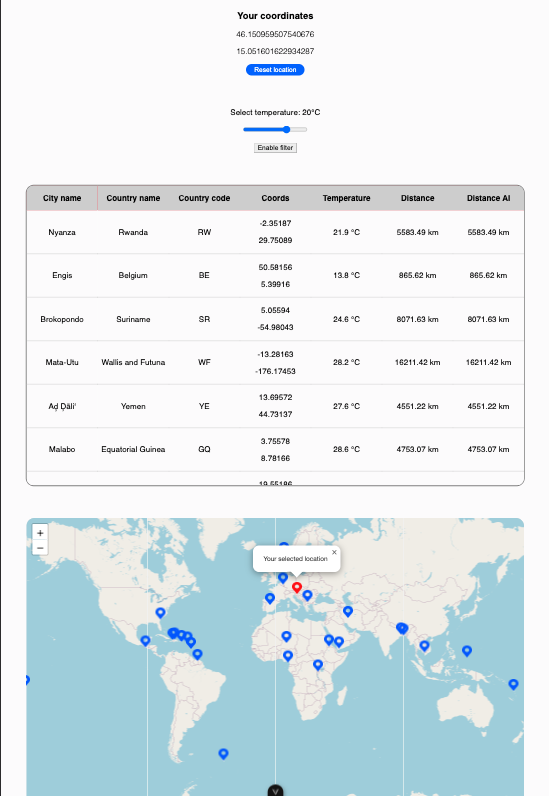 Your coordinates
46.150959507540676
15.051601622934287
Reset location
Select temperature: 20°C
Enable filter
City name Country name Country code Coords Temperature Distance Distance AI
Nyanza Rwanda RW -2.35187 29.75089 21.9 °C 5583.49 km 5583.49 km
Engis Belgium BE 50.58156 5.39916 13.8 °C 865.62 km 865.62 km
Brokopondo Suriname SR 5.05594 -54.98043 24.6 °C 8071.63 km 8071.63 km
Mata-Utu Wallis and Futuna WF -13.28163 -176.17453 28.2 °C 16211.42 km 16211.42 km
Aḑ Ḑāli‘ Yemen YE 13.69572 44.73137 27.6 °C 4551.22 km 4551.22 km
Malabo Equatorial Guinea GQ 3.75578 8.78166 28.6 °C 4753.07 km 4753.07 km
+
−
Your selected location
×